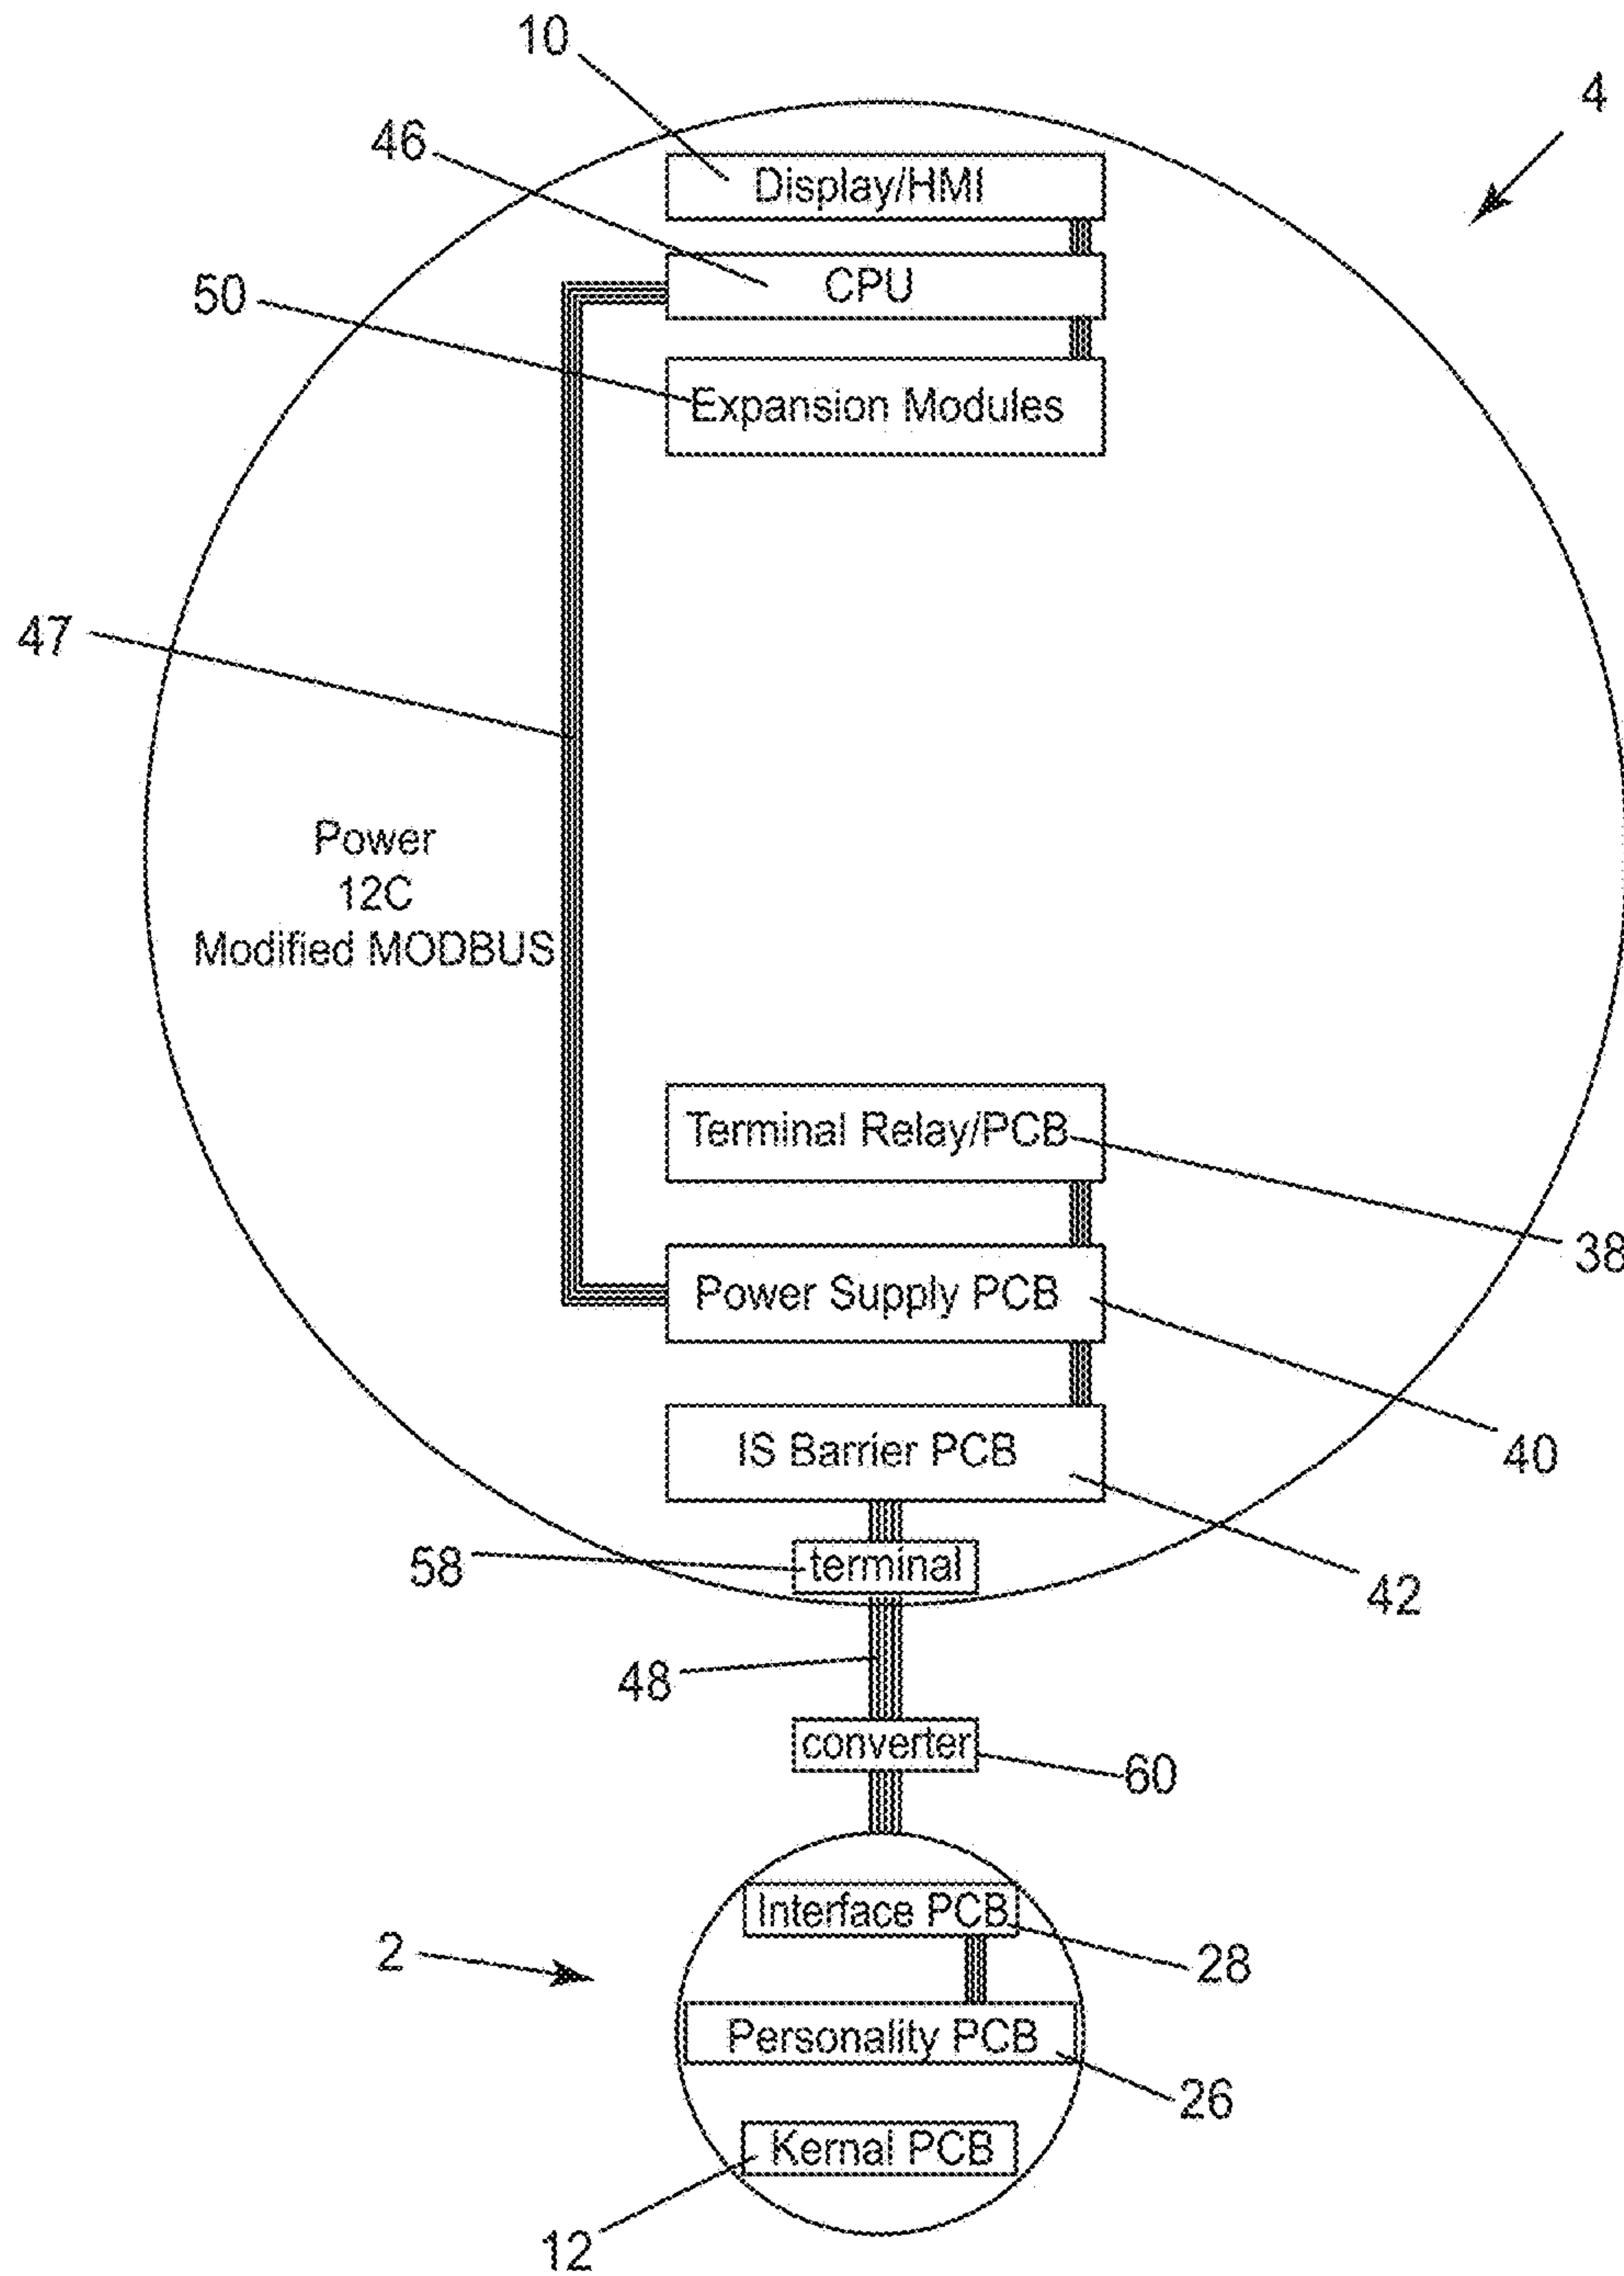 10
4
46
Display/HMI
CPU
50
Expansion Modules
47
Power
12C
Modified MODBUS
Terminal Relay/PCB
38
Power Supply PCB
40
IS Barrier PCB
58
terminal
42
48
converter
60
Interface PCB
2
28
Personality PCB
26
Kernal PCB
12